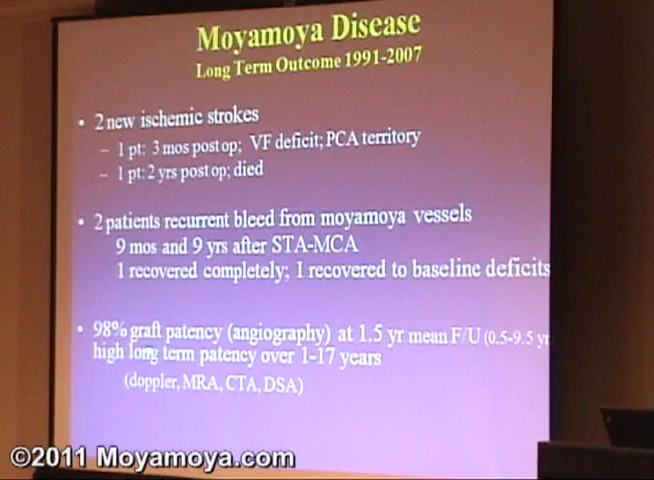 Moyamoya Disease
Long Term Outcome 1991-2007
• 2 new ischemic strokes
– 1 pt: 3 mos post op; VF deficit; PCA territory
– 1 pt: 2 yrs post op; died
• 2 patients recurrent bleed from moyamoya vessels
9 mos and 9 yrs after STA-MCA
1 recovered completely; 1 recovered to baseline deficits
• 98% graft patency (angiography) at 1.5 yr mean F/U (0.5-9.5 yr
high long term patency over 1-17 years
(doppler, MRA, CTA, DSA)
©2011 Moyamoya.com